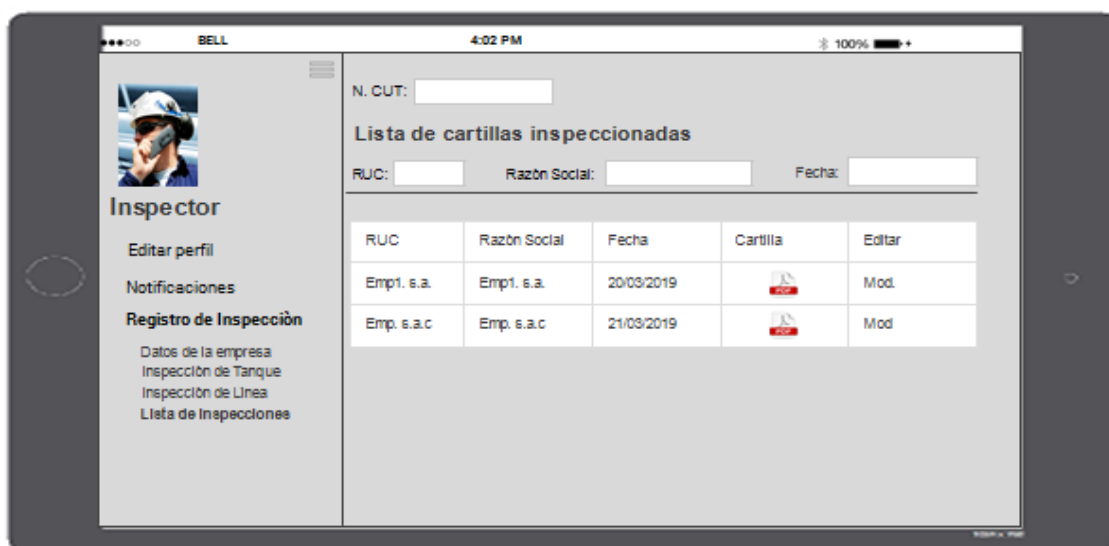 BELL 4:02 PM 100% +
N. CUT:
Lista de cartillas inspeccionadas
RUC: Razòn Social: Fecha:
Inspector
Editar perfil
Notificaciones
Registro de Inspecciòn
Datos de la empresa
Inspecciòn de Tanque
Inspecciòn de Linea
Lista de Inspecciones
RUC Razòn Social Fecha Cartilla Editar
Emp1. s.a. Emp1. s.a. 20/03/2019 PDF Mod.
Emp. s.a.c Emp. s.a.c 21/03/2019 PDF Mod